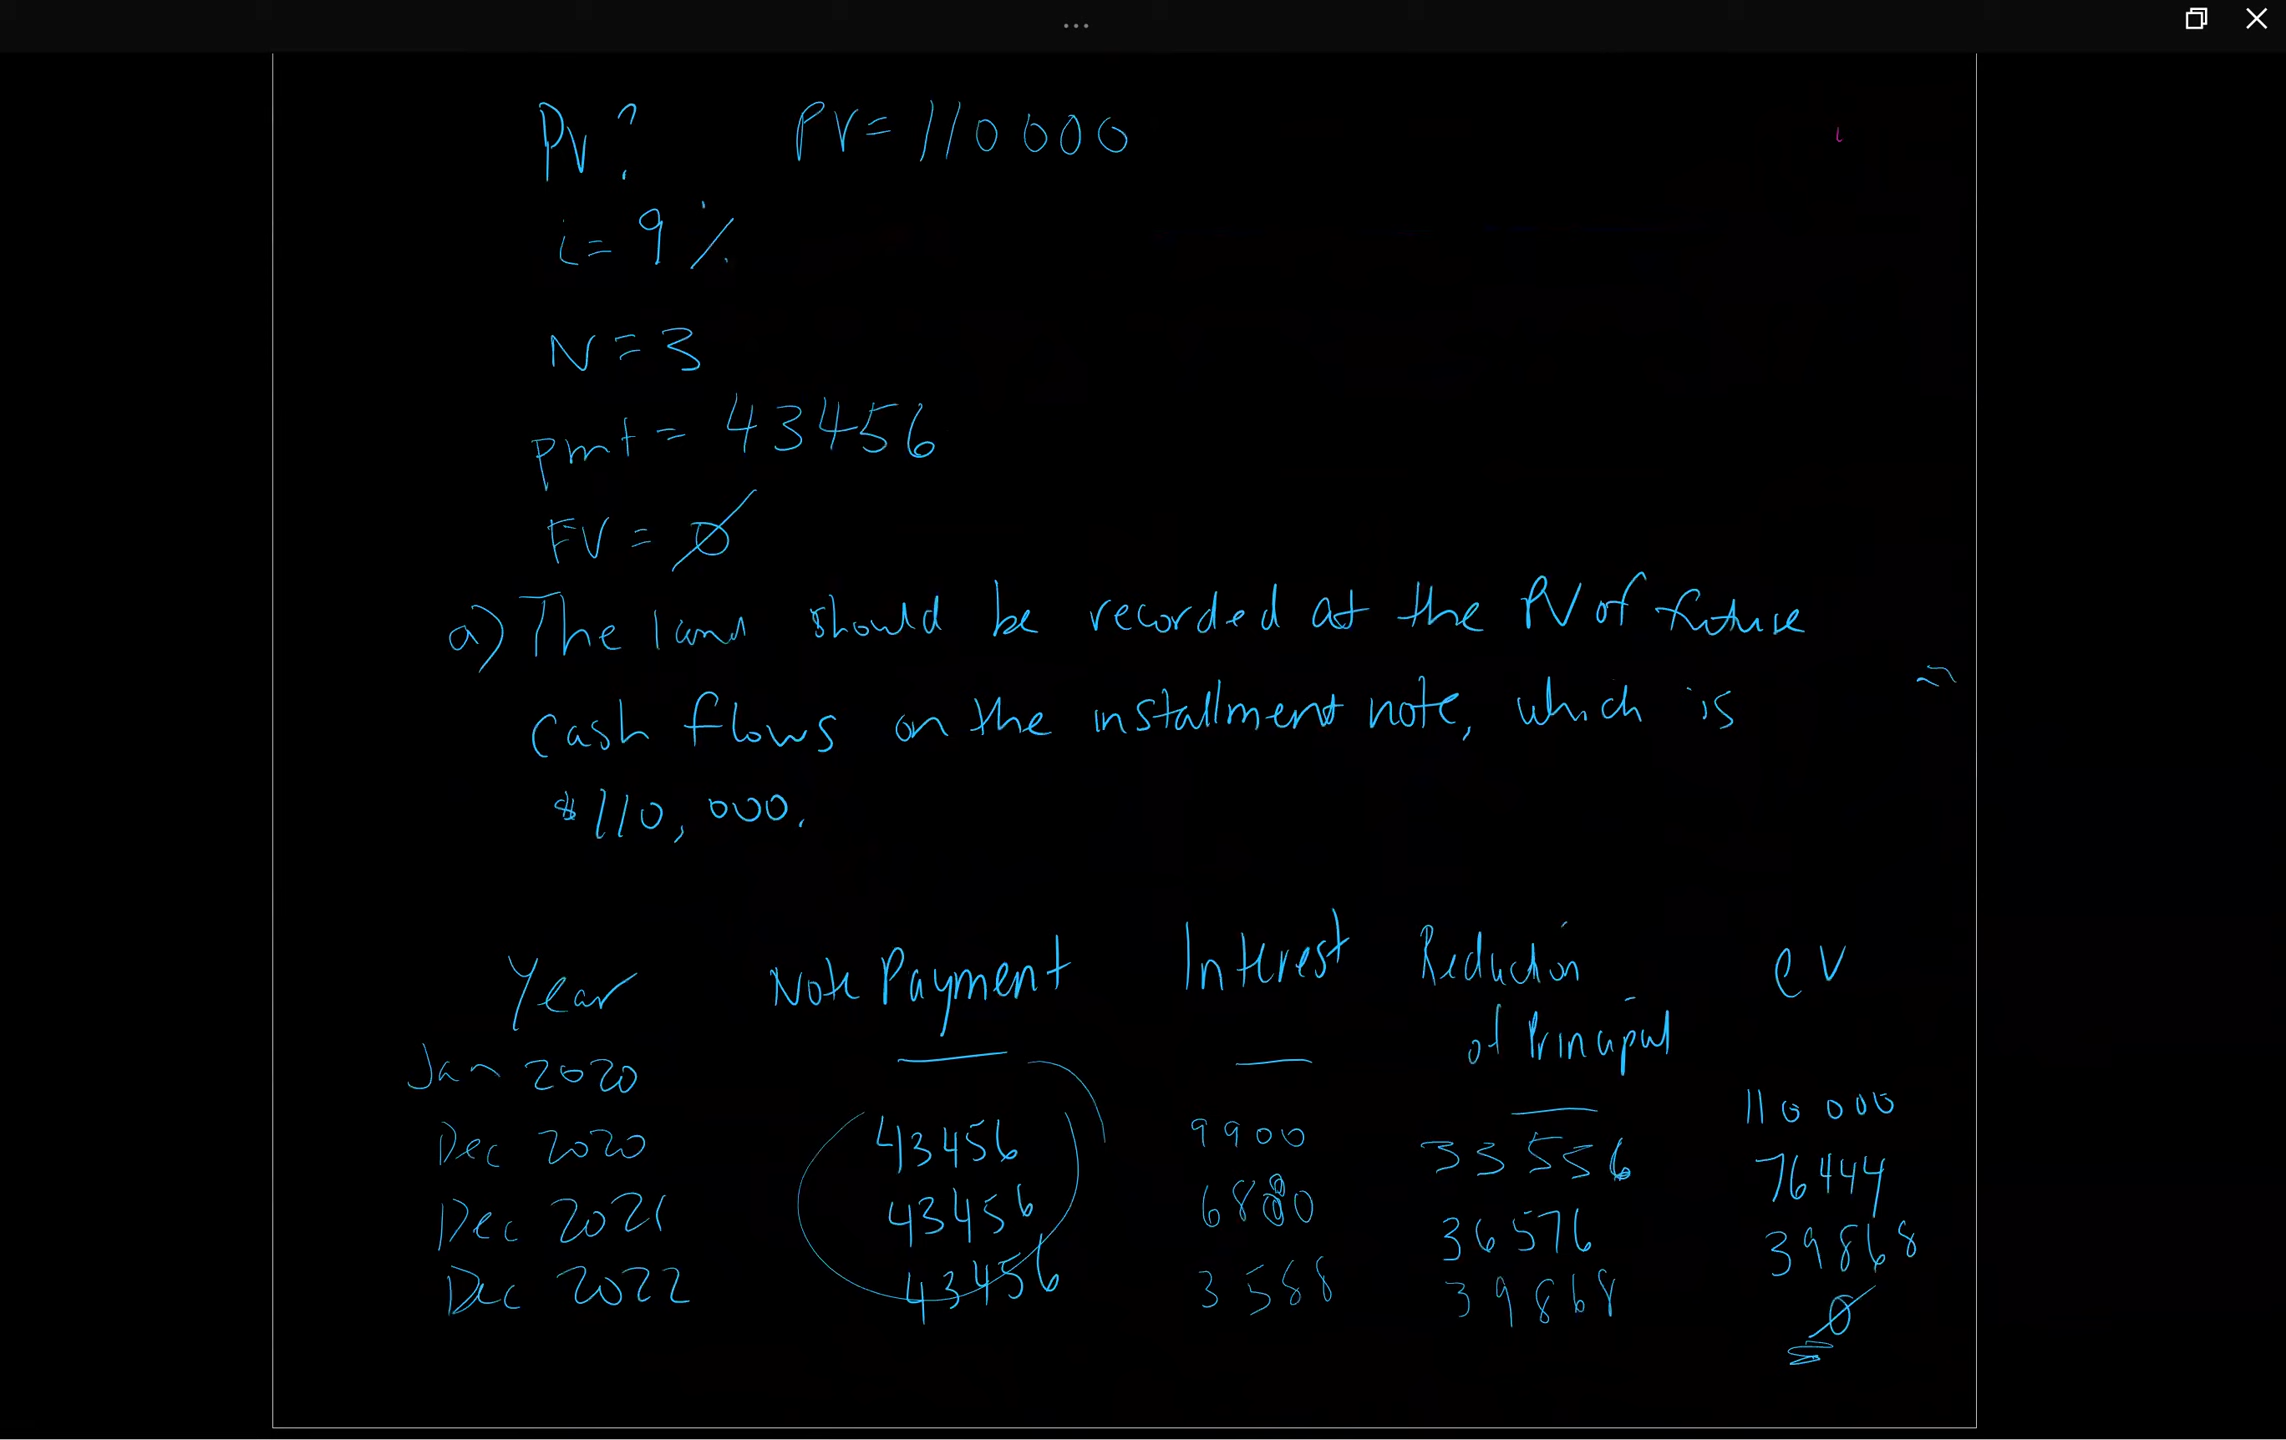 PV? PV= 110000
i= 9%
N=3
pmt = 43456
FV = 0
a) The land should be recorded at the PV of future
cash flows on the installment note, which is
$110,000.
Year Note Payment Interest Reduction of Principal CV
Jan 2020 — — — 110000
Dec 2020 43456 9900 33556 76444
Dec 2021 43456 6880 36576 39868
Dec 2022 43456 3588 39868 0